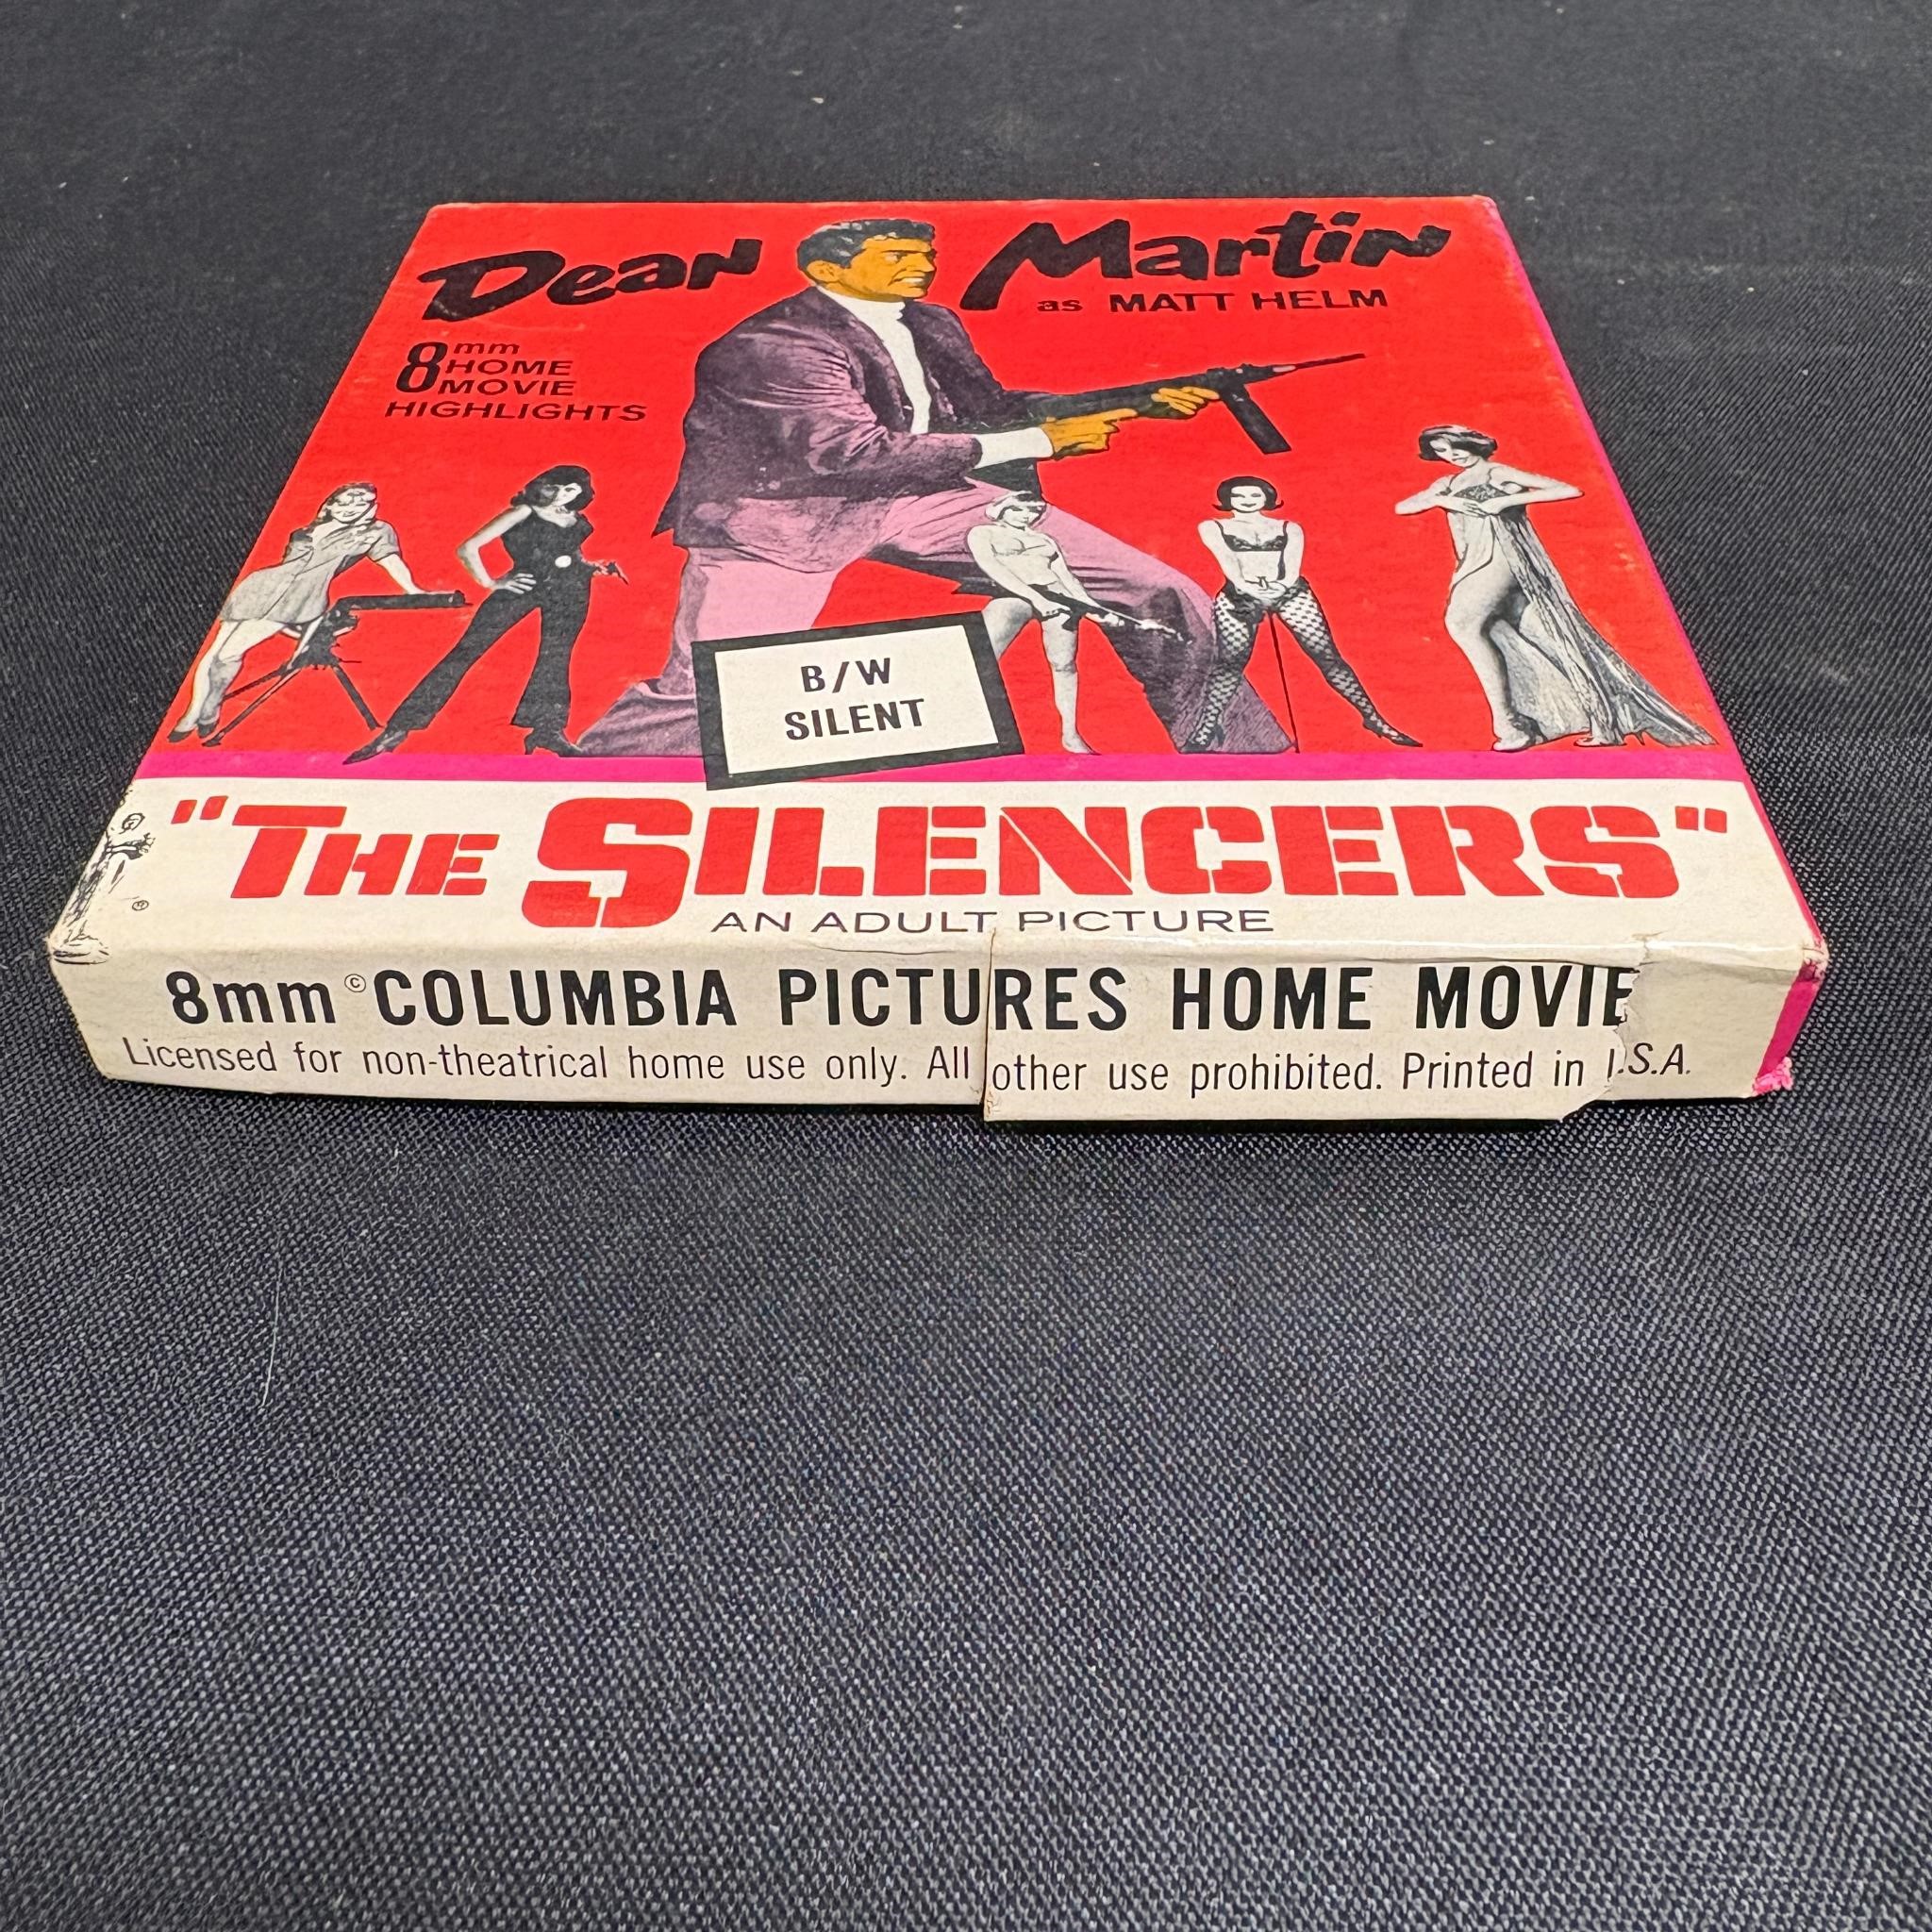 Dean Martin
as MATT HELM
8mm
HOME
MOVIE
HIGHLIGHTS
B/W
SILENT
"THE SILENCERS"
AN ADULT PICTURE
8mm © COLUMBIA PICTURES HOME MOVIE
Licensed for non-theatrical home use only. All other use prohibited. Printed in .S.A.